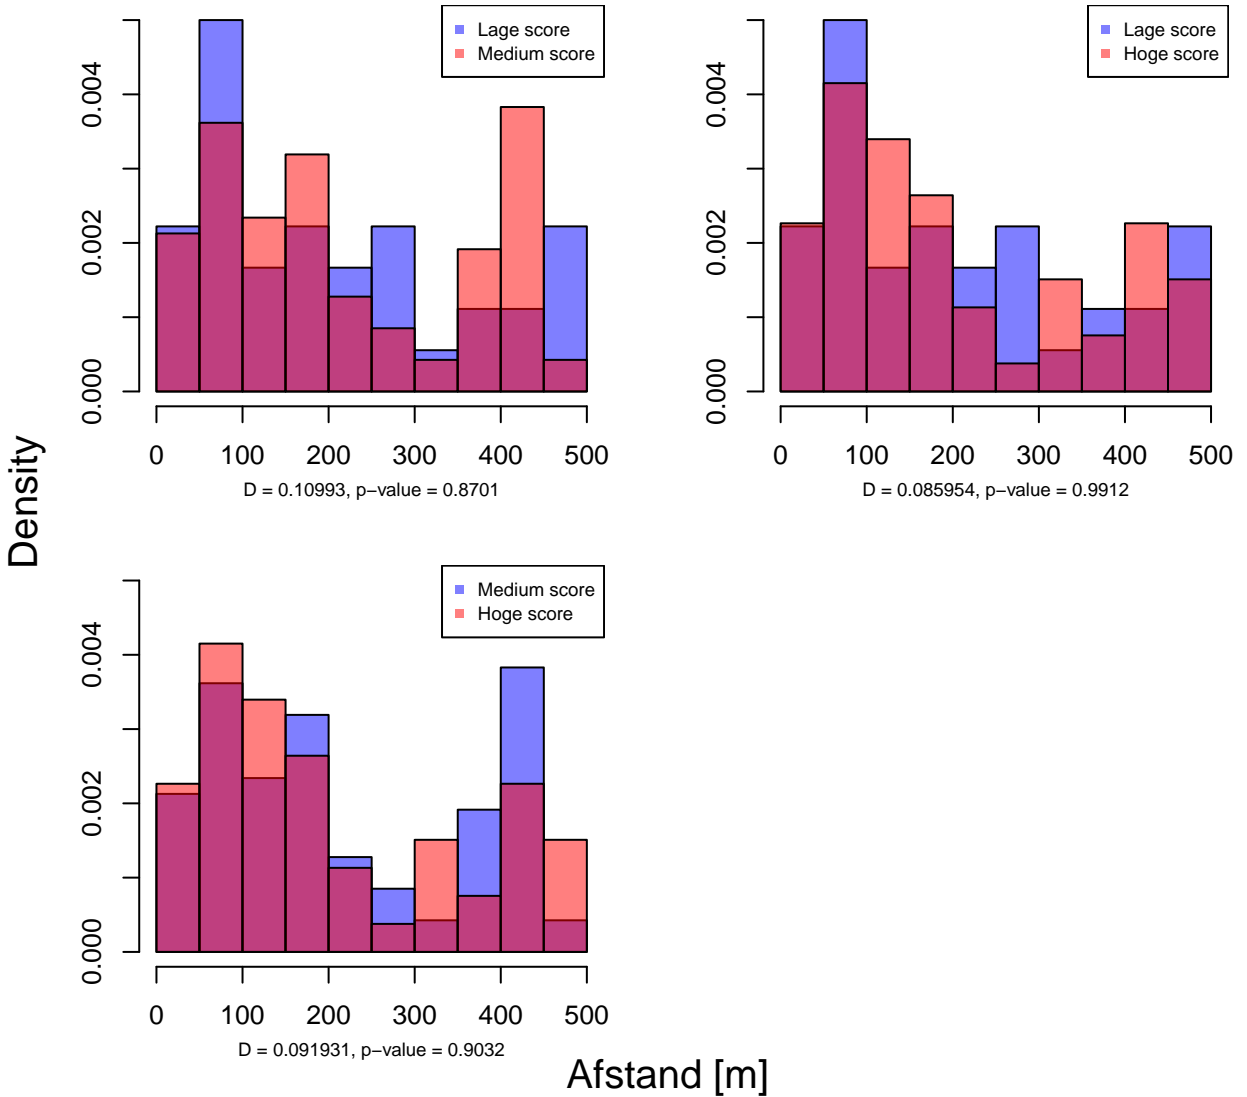 Lage score
Medium score
0.000
0.002
0.004
0 100 200 300 400 500
D = 0.10993, p−value = 0.8701
Lage score
Hoge score
0.000
0.002
0.004
0 100 200 300 400 500
D = 0.085954, p−value = 0.9912
Density
Medium score
Hoge score
0.000
0.002
0.004
0 100 200 300 400 500
D = 0.091931, p−value = 0.9032
Afstand [m]